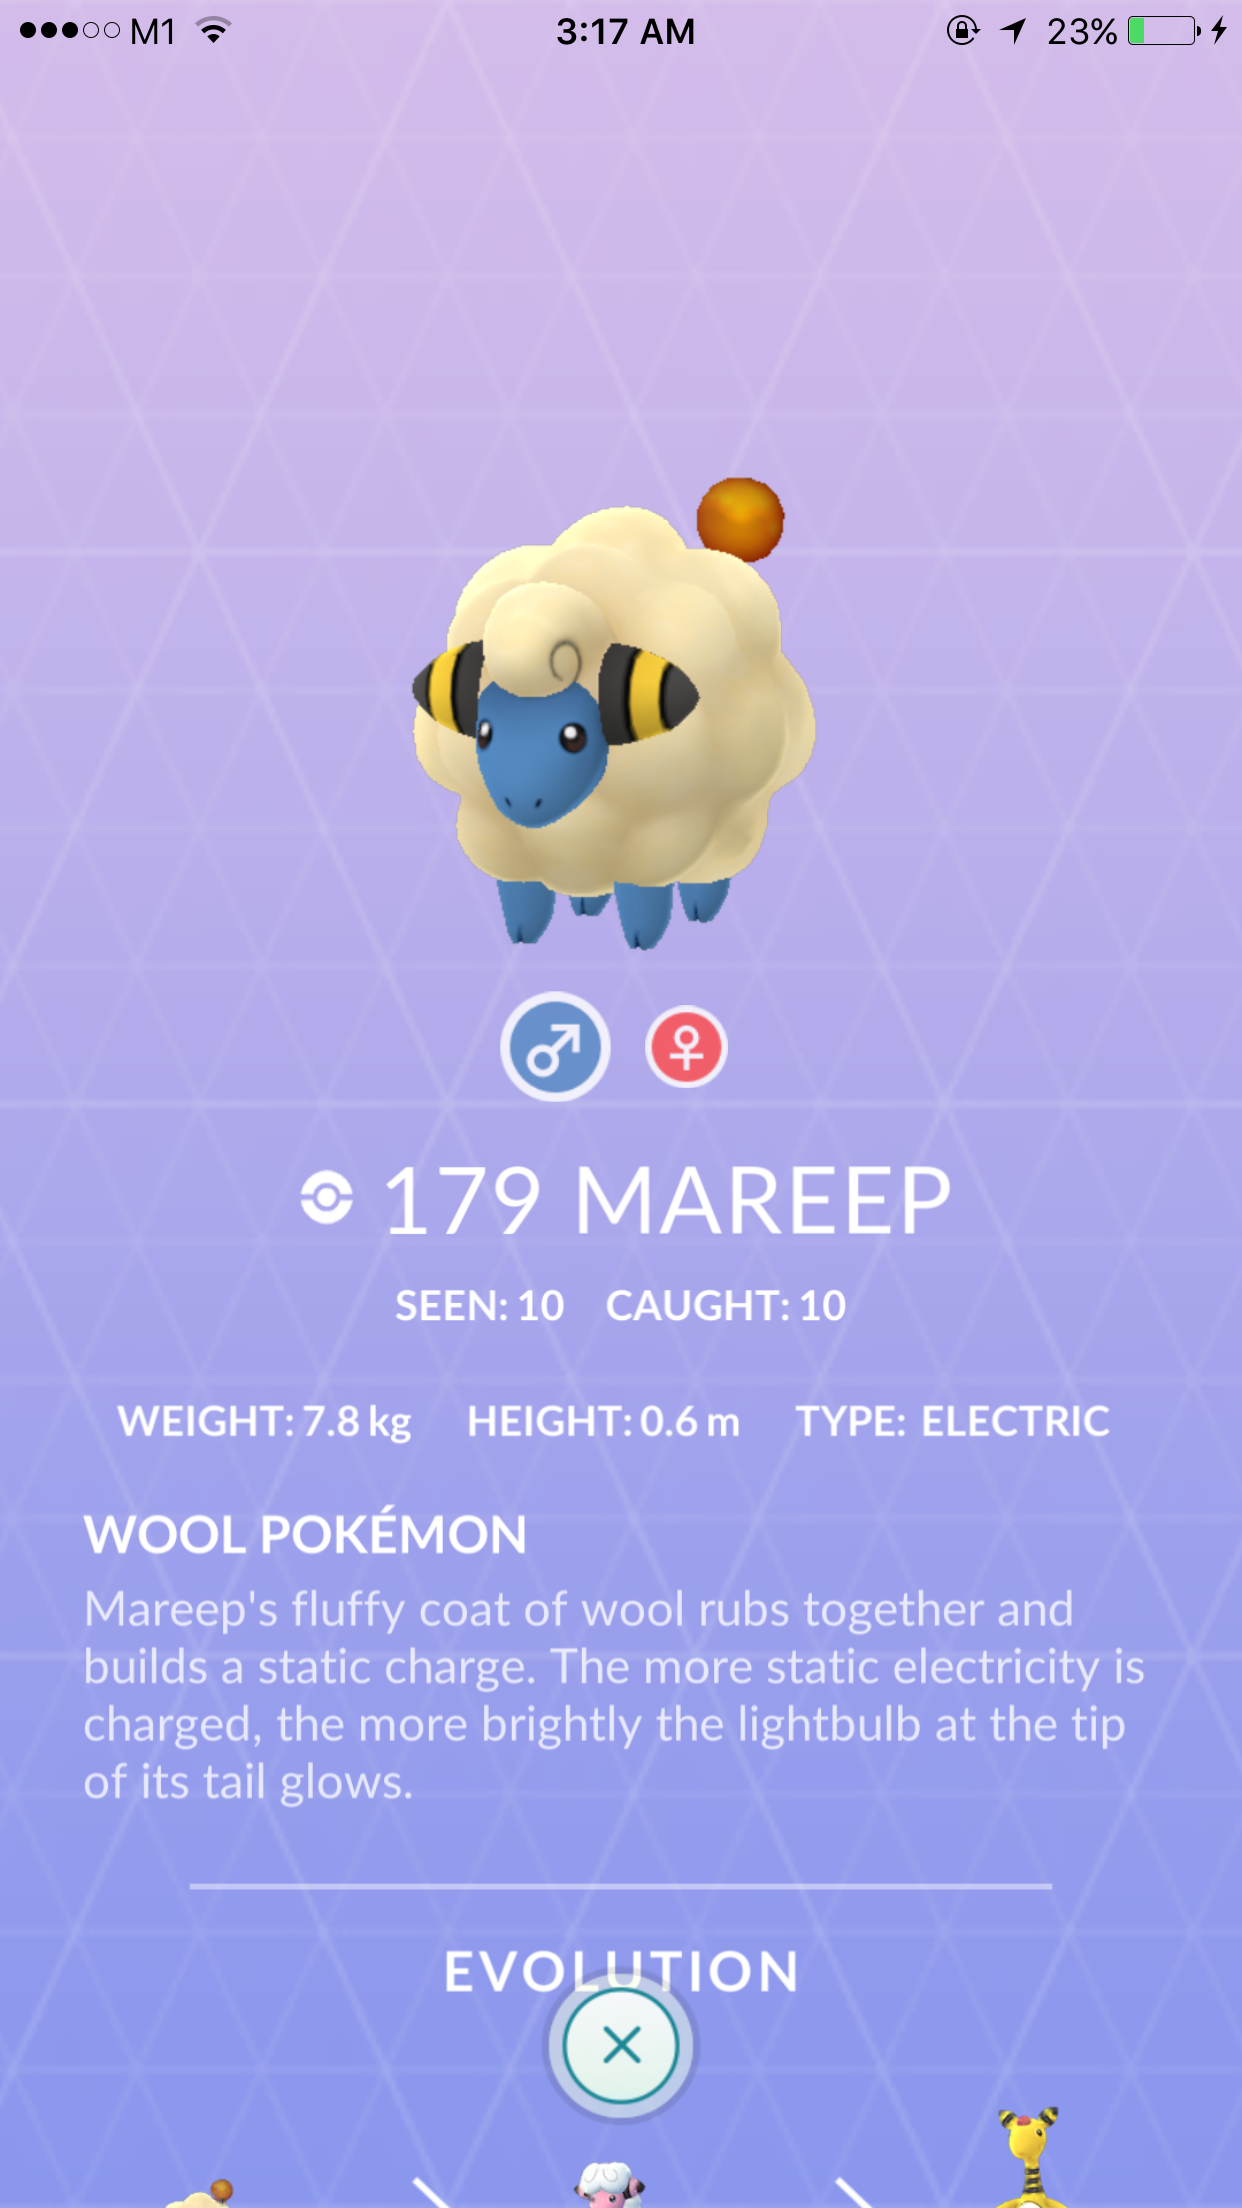 M1 3:17 AM 23%
179 MAREEP
SEEN: 10 CAUGHT: 10
WEIGHT: 7.8 kg HEIGHT: 0.6 m TYPE: ELECTRIC
WOOL POKÉMON
Mareep's fluffy coat of wool rubs together and
builds a static charge. The more static electricity is
charged, the more brightly the lightbulb at the tip
of its tail glows.
EVOLUTION